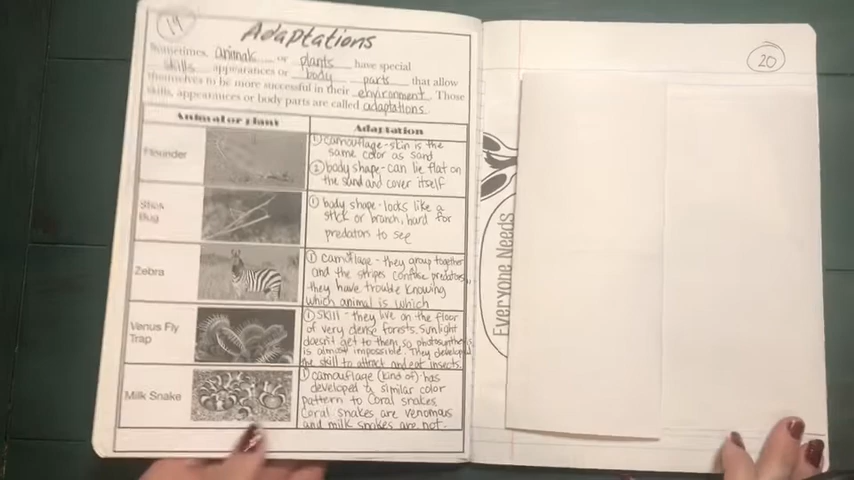 19
Adaptations
Sometimes, animals or plants have special
skills, appearances or body parts that allow
themselves to be more successful in their environment. Those
skills, appearances or body parts are called adaptations.
Animal or plant
Adaptation
Flounder
① camouflage - skin is the
same color as sand
② body shape - can lie flat on
the sand and cover itself
Stick
Bug
① body shape - looks like a
stick or branch, hard for
predators to see
Zebra
① camouflage - they group together
and the stripes confuse predators,
they have trouble knowing
which animal is which
Venus Fly
Trap
① SKill - they live on the floor
of very dense forests. Sunlight
doesn't get to them, so photosynthesis
is almost impossible. They developed
the skill to attract and eat insects.
Milk Snake
① camouflage (kind of) has
developed a similar color
pattern to Coral snakes.
Coral snakes are venomous
and milk snakes are not.
20
Everyone Needs